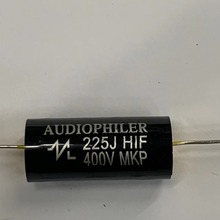 AUDIOPHILER
225J HIF
400V MKP